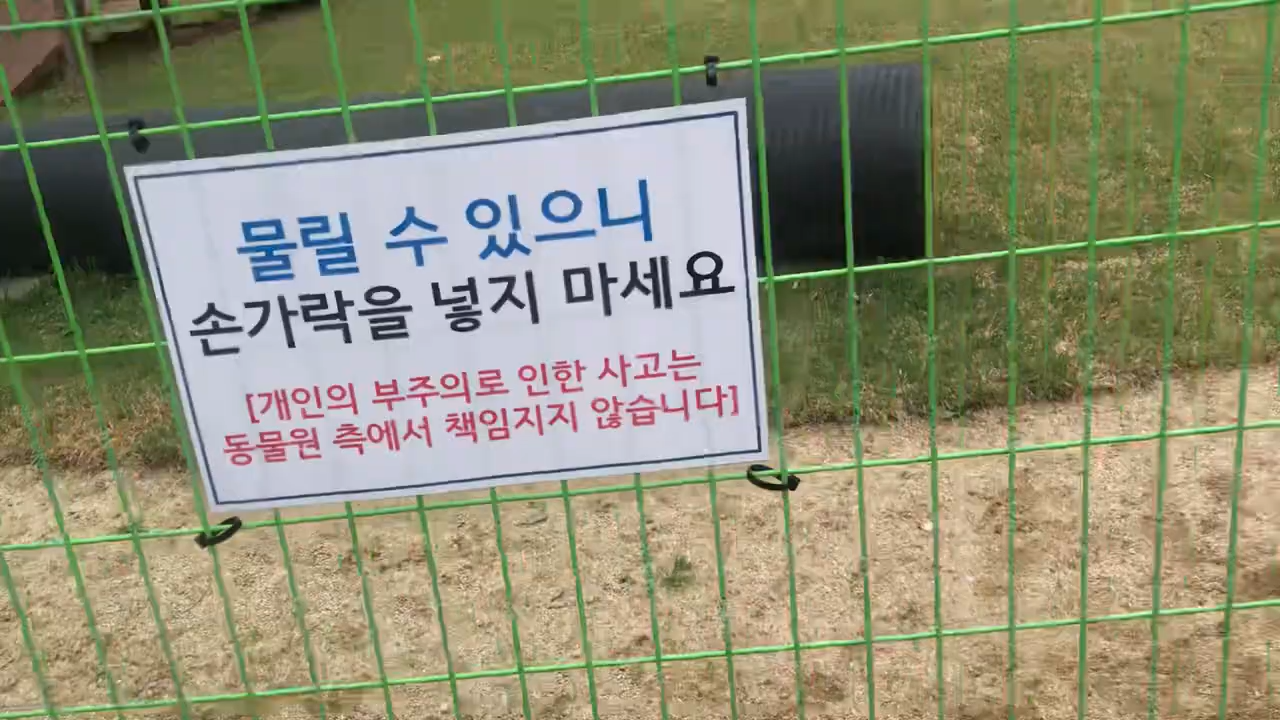 물릴 수 있으니
손가락을 넣지 마세요
[개인의 부주의로 인한 사고는
동물원 측에서 책임지지 않습니다]